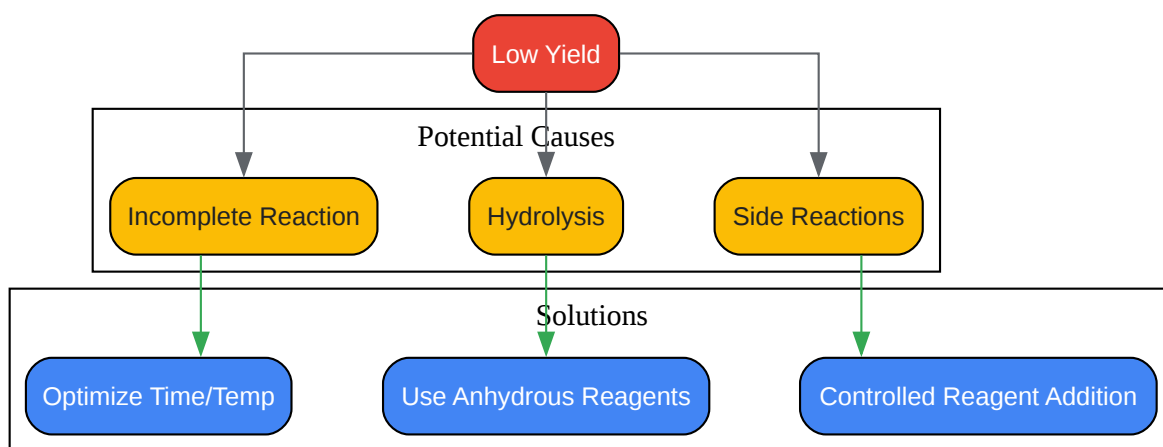 Low Yield
Potential Causes
Incomplete Reaction
Hydrolysis
Side Reactions
Solutions
Optimize Time/Temp
Use Anhydrous Reagents
Controlled Reagent Addition